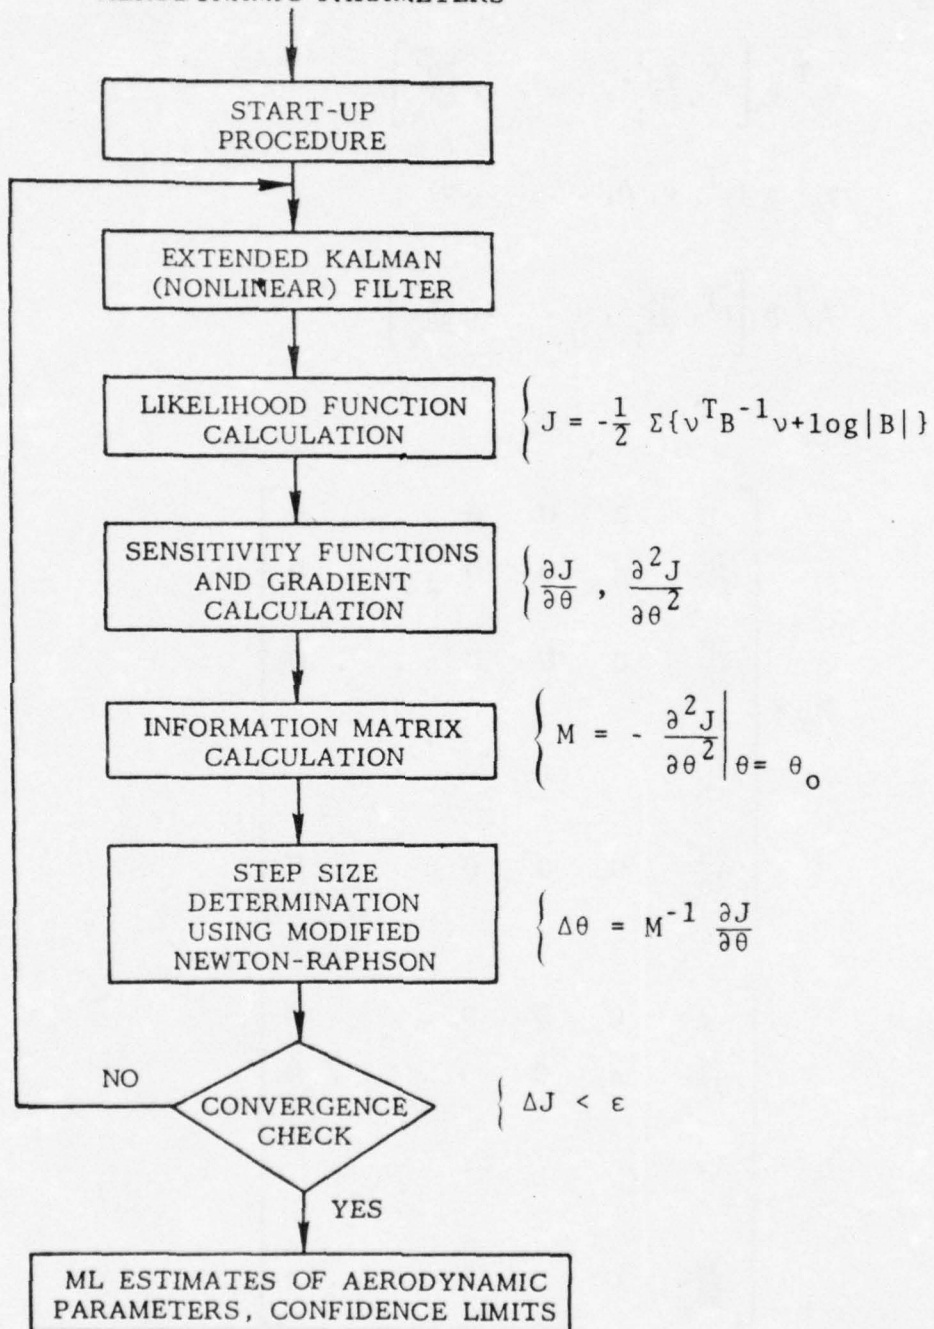 START-UP
PROCEDURE
EXTENDED KALMAN
(NONLINEAR) FILTER
LIKELIHOOD FUNCTION
CALCULATION
{ J = -1/2 Σ{ν^T B^-1 ν+log|B|}
SENSITIVITY FUNCTIONS
AND GRADIENT
CALCULATION
{ ∂J/∂θ , ∂²J/∂θ²
INFORMATION MATRIX
CALCULATION
{ M = - ∂²J/∂θ² |θ= θ_o
STEP SIZE
DETERMINATION
USING MODIFIED
NEWTON-RAPHSON
{ Δθ = M^-1 ∂J/∂θ
NO
CONVERGENCE
CHECK
{ ΔJ < ε
YES
ML ESTIMATES OF AERODYNAMIC
PARAMETERS, CONFIDENCE LIMITS